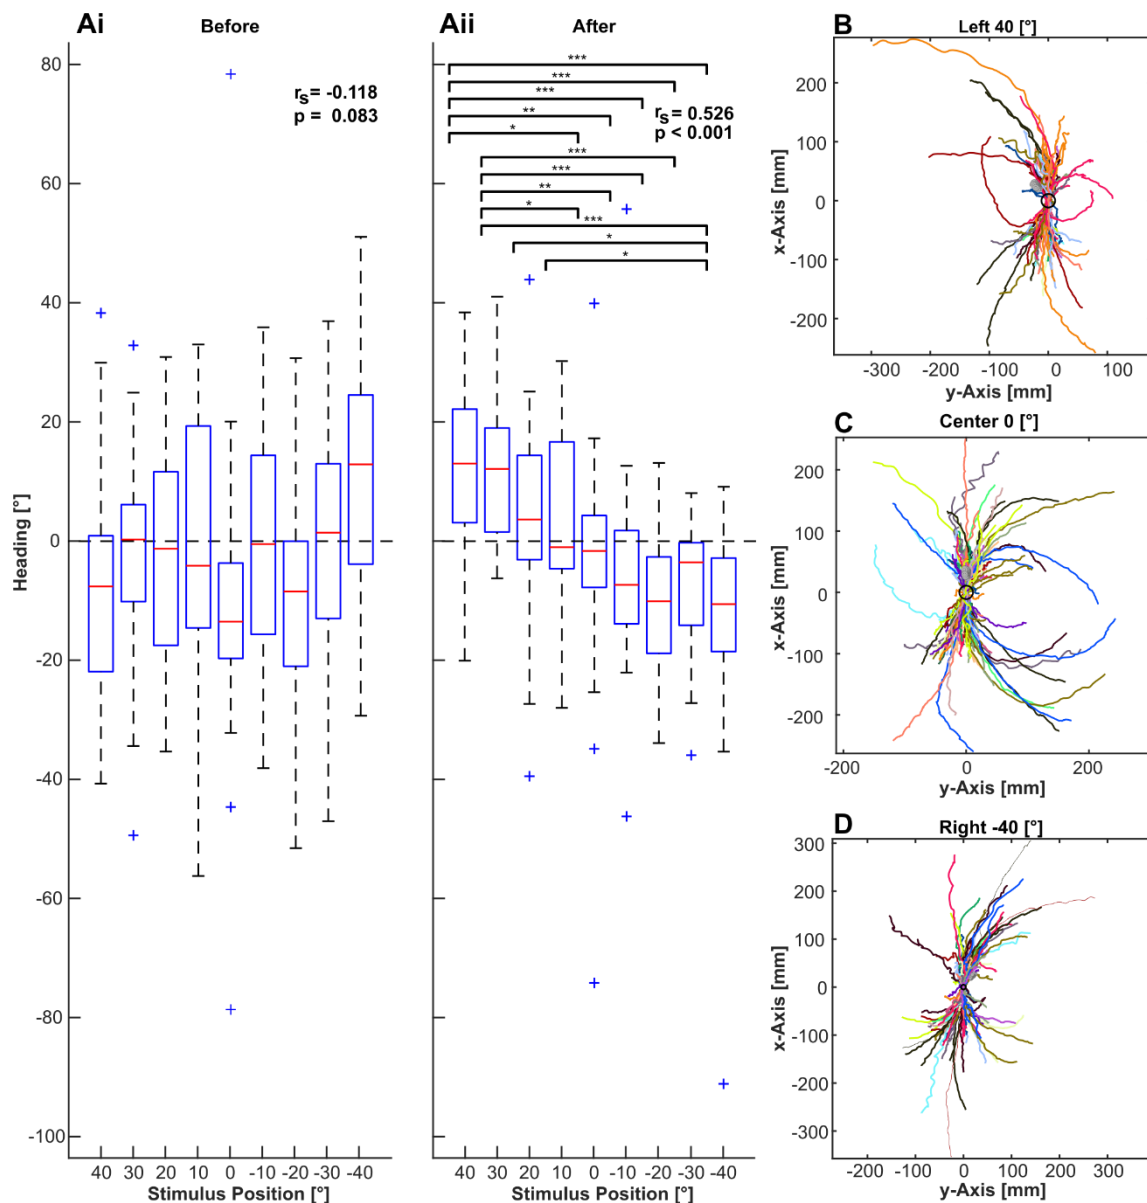 Ai
Before
Aii
After
B
Left 40 [°]
80
60
40
20
0
-20
-40
-60
-80
-100
Heading [°]
rs= -0.118
p = 0.083
40 30 20 10 0 -10 -20 -30 -40
Stimulus Position [°]
***
***
***
**
*
***
***
**
*
***
*
*
rs= 0.526
p < 0.001
40 30 20 10 0 -10 -20 -30 -40
Stimulus Position [°]
200
100
0
-100
-200
x-Axis [mm]
-300 -200 -100 0 100
y-Axis [mm]
C
Center 0 [°]
200
100
0
-100
-200
x-Axis [mm]
-200 0 200
y-Axis [mm]
D
Right -40 [°]
300
200
100
0
-100
-200
-300
x-Axis [mm]
-200 -100 0 100 200 300
y-Axis [mm]